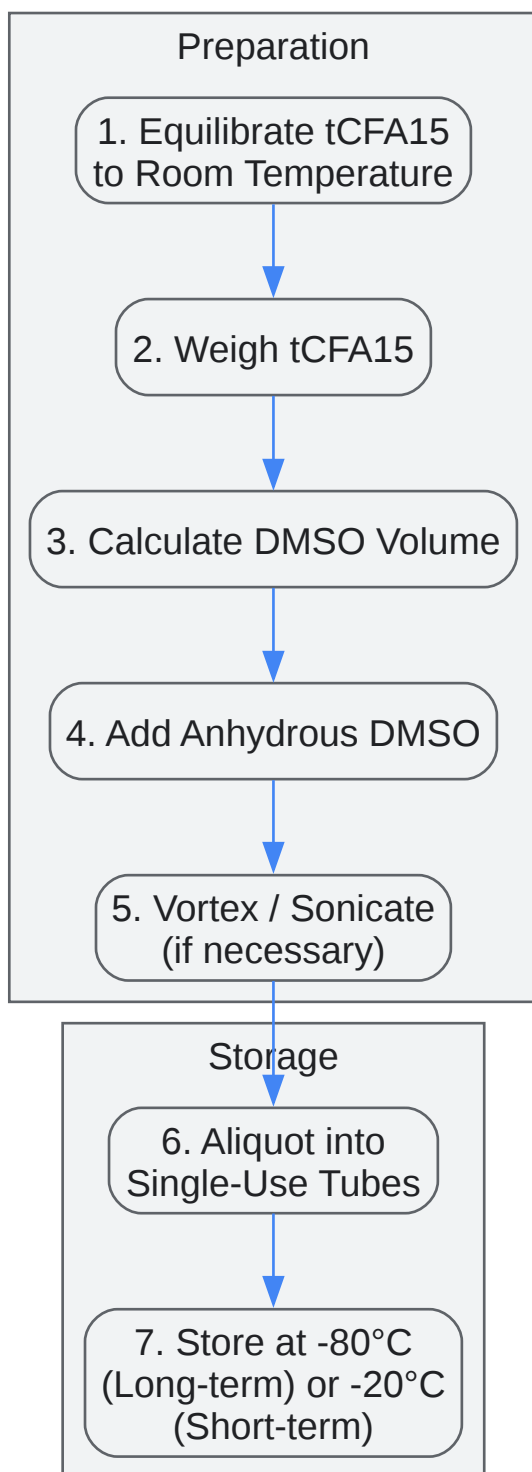 Preparation
1. Equilibrate tCFA15
to Room Temperature
2. Weigh tCFA15
3. Calculate DMSO Volume
4. Add Anhydrous DMSO
5. Vortex / Sonicate
(if necessary)
Storage
6. Aliquot into
Single-Use Tubes
7. Store at -80°C
(Long-term) or -20°C
(Short-term)